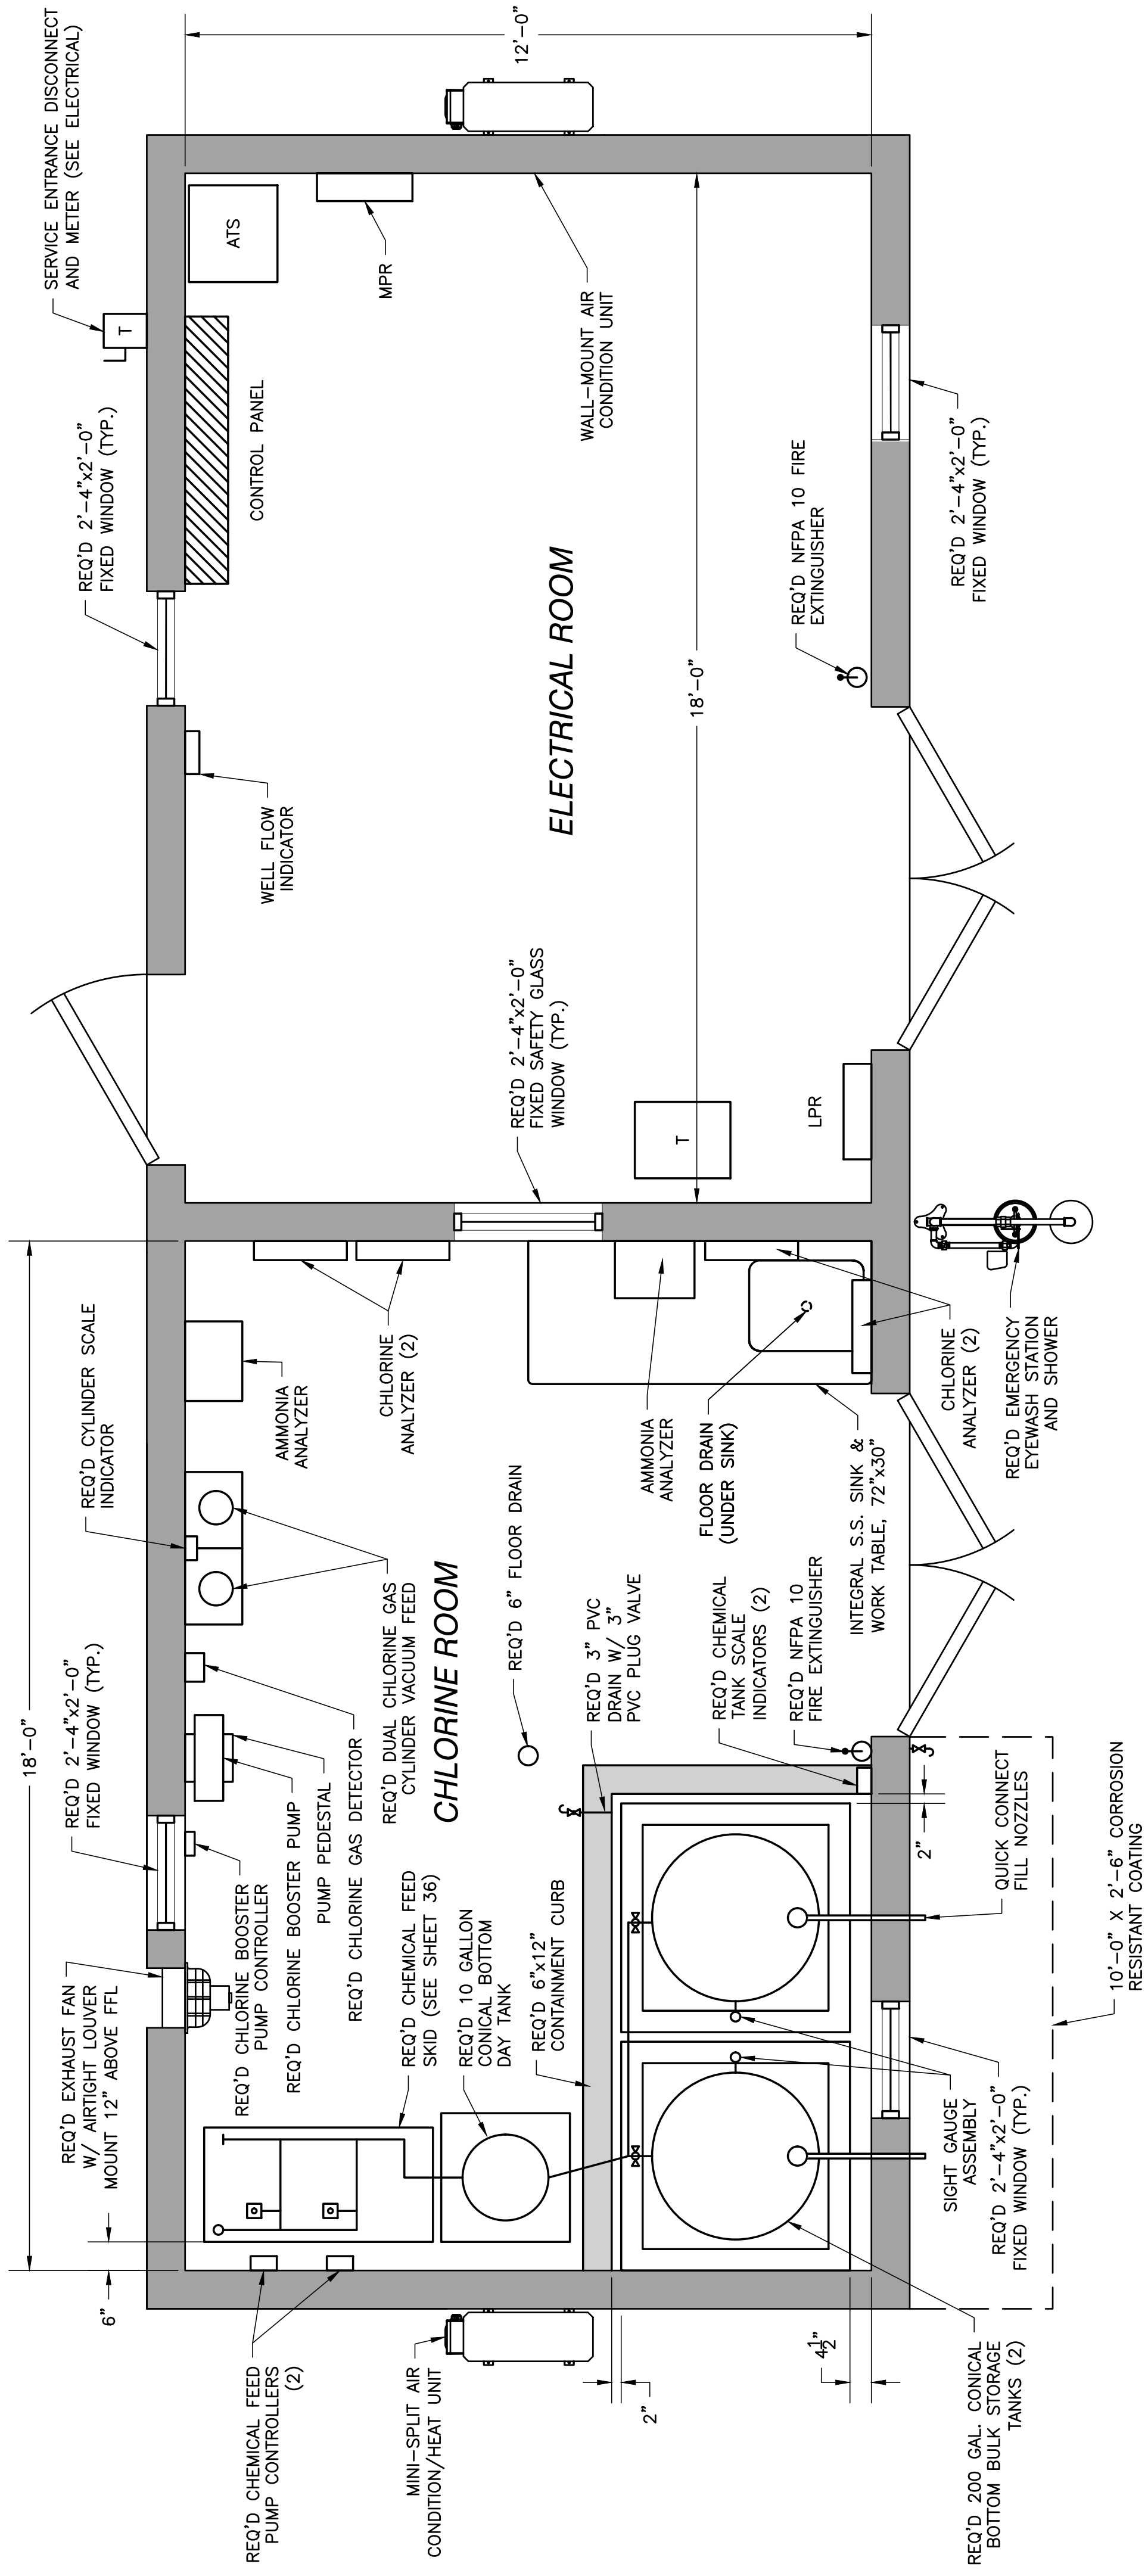 REQ'D EXHAUST FAN
W/ AIRTIGHT LOUVER
MOUNT 12" ABOVE FFL
6"
18'-0"
REQ'D 2'-4"x2'-0"
FIXED WINDOW (TYP.)
REQ'D CYLINDER SCALE
INDICATOR
REQ'D 2'-4"x2'-0"
FIXED WINDOW (TYP.)
SERVICE ENTRANCE DISCONNECT
AND METER (SEE ELECTRICAL)
T
12'-0"
REQ'D CHEMICAL FEED
PUMP CONTROLLERS
(2)
REQ'D CHLORINE BOOSTER
PUMP CONTROLLER
REQ'D CHLORINE BOOSTER PUMP
PUMP PEDESTAL
REQ'D CHLORINE GAS DETECTOR
REQ'D DUAL CHLORINE GAS
CYLINDER VACUUM FEED
AMMONIA
ANALYZER
CHLORINE
ANALYZER (2)
WELL FLOW
INDICATOR
CONTROL PANEL
ATS
MPR
MINI-SPLIT AIR
CONDITION/HEAT UNIT
REQ'D CHEMICAL FEED
SKID (SEE SHEET 36)
REQ'D 10 GALLON
CONICAL BOTTOM
DAY TANK
REQ'D 6"x12"
CONTAINMENT CURB
CHLORINE ROOM
REQ'D 6" FLOOR DRAIN
REQ'D 2'-4"x2'-0"
FIXED SAFETY GLASS
WINDOW (TYP.)
ELECTRICAL ROOM
WALL-MOUNT AIR
CONDITION UNIT
18'-0"
REQ'D 3" PVC
DRAIN W/ 3"
PVC PLUG VALVE
AMMONIA
ANALYZER
FLOOR DRAIN
(UNDER SINK)
T
LPR
REQ'D CHEMICAL
TANK SCALE
INDICATORS (2)
REQ'D NFPA 10
FIRE EXTINGUISHER
INTEGRAL S.S. SINK &
WORK TABLE, 72"x30"
CHLORINE
ANALYZER (2)
REQ'D NFPA 10 FIRE
EXTINGUISHER
2"
4 1/2"
2"
REQ'D 200 GAL. CONICAL
BOTTOM BULK STORAGE
TANKS (2)
SIGHT GAUGE
ASSEMBLY
REQ'D 2'-4"x2'-0"
FIXED WINDOW (TYP.)
QUICK CONNECT
FILL NOZZLES
REQ'D EMERGENCY
EYEWASH STATION
AND SHOWER
REQ'D 2'-4"x2'-0"
FIXED WINDOW (TYP.)
10'-0" X 2'-6" CORROSION
RESISTANT COATING